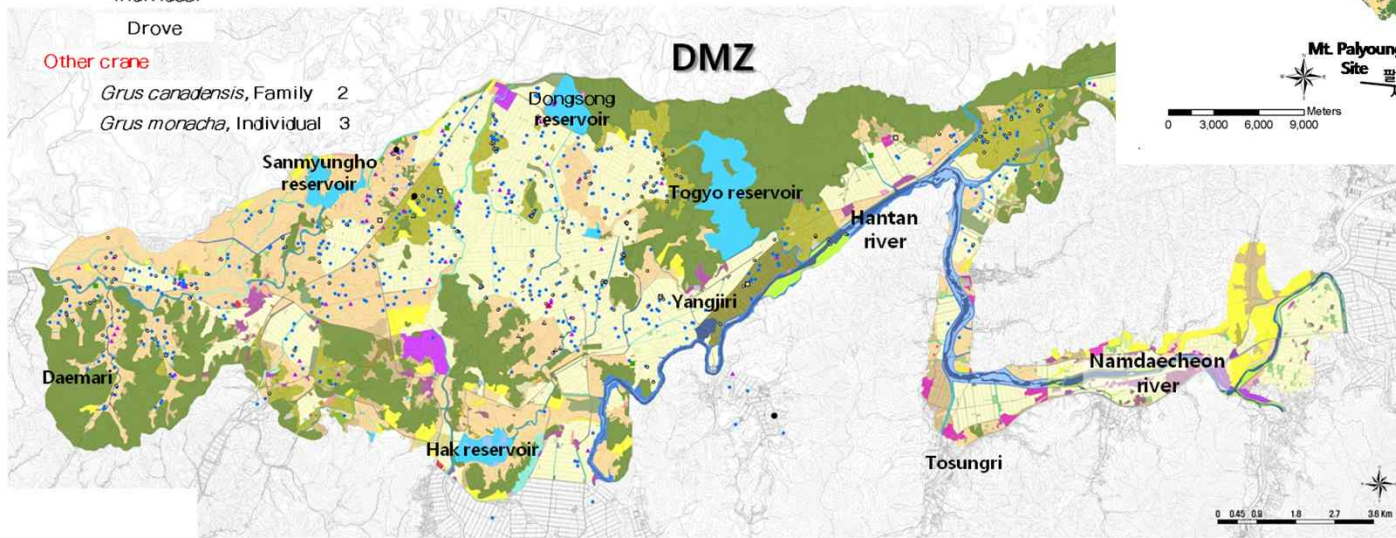 Drove
Other crane
Grus canadensis, Family 2
Grus monacha, Individual 3
DMZ
Mt. Palyoung
Site
Meters
0 3,000 6,000 9,000
Dongsong
reservoir
Sanmyungho
reservoir
Togyo reservoir
Hantan
river
Yangjiri
Daemari
Namdaecheon
river
Hak reservoir
Tosungri
0 0.45 0.9 1.8 2.7 3.6 Km